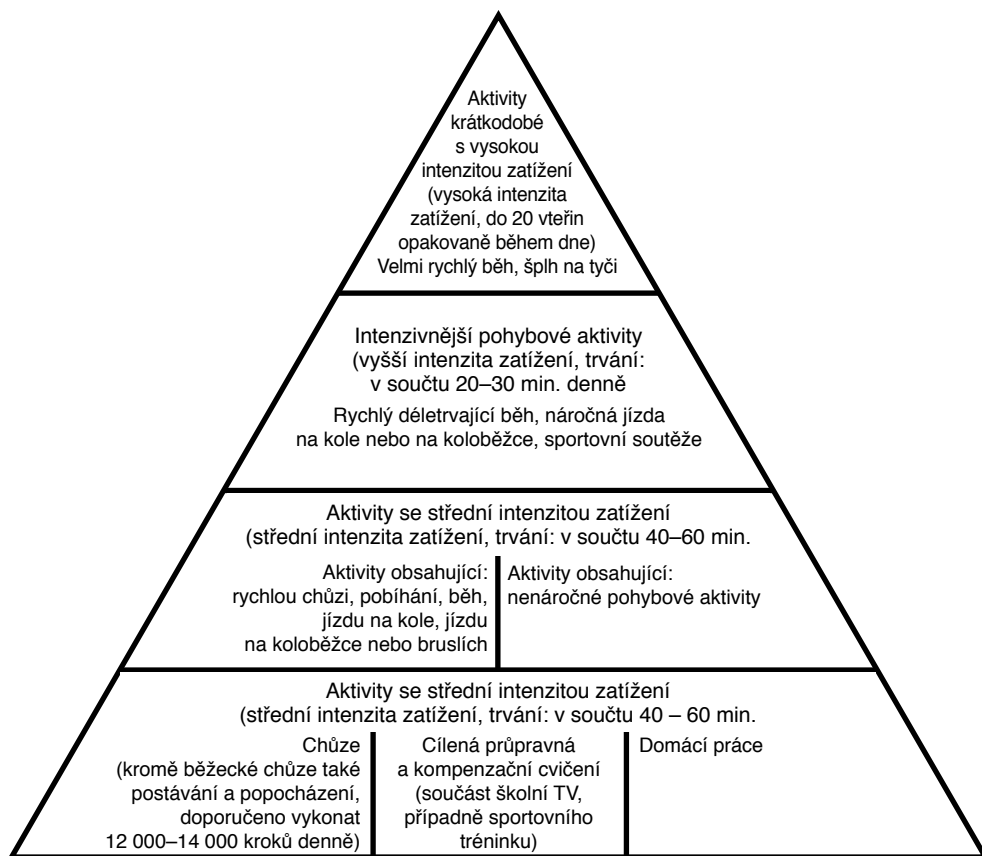 Aktivity
krátkodobé
s vysokou
intenzitou zatížení
(vysoká intenzita
zatížení, do 20 vteřin
opakovaně během dne)
Velmi rychlý běh, šplh na tyči
Intenzivnější pohybové aktivity
(vyšší intenzita zatížení, trvání:
v součtu 20–30 min. denně
Rychlý déletrvající běh, náročná jízda
na kole nebo na koloběžce, sportovní soutěže
Aktivity se střední intenzitou zatížení
(střední intenzita zatížení, trvání: v součtu 40–60 min.
Aktivity obsahující:
rychlou chůzi, pobíhání, běh,
jízdu na kole, jízdu
na koloběžce nebo bruslích
Aktivity obsahující:
nenáročné pohybové aktivity
Aktivity se střední intenzitou zatížení
(střední intenzita zatížení, trvání: v součtu 40 – 60 min.
Chůze
(kromě běžecké chůze také
postávání a popocházení,
doporučeno vykonat
12 000–14 000 kroků denně)
Cílená průpravná
a kompenzační cvičení
(součást školní TV,
případně sportovního
tréninku)
Domácí práce